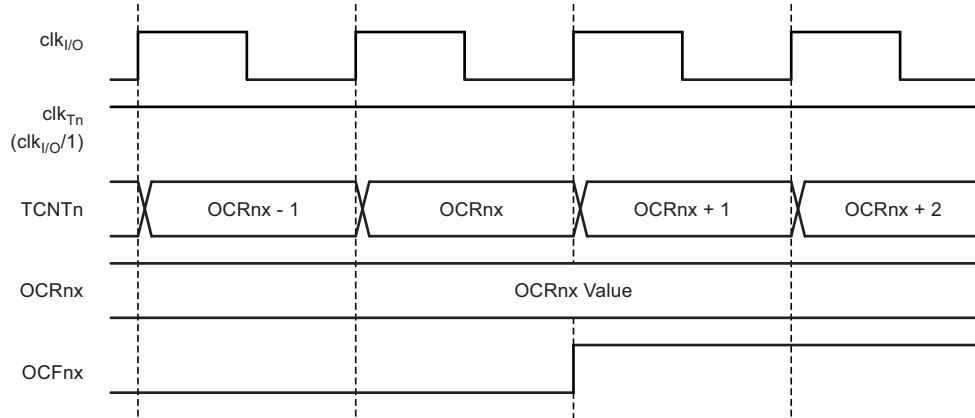 clkI/O
clkTn
(clkI/O/1)
TCNTn OCRnx - 1 OCRnx OCRnx + 1 OCRnx + 2
OCRnx OCRnx Value
OCFnx